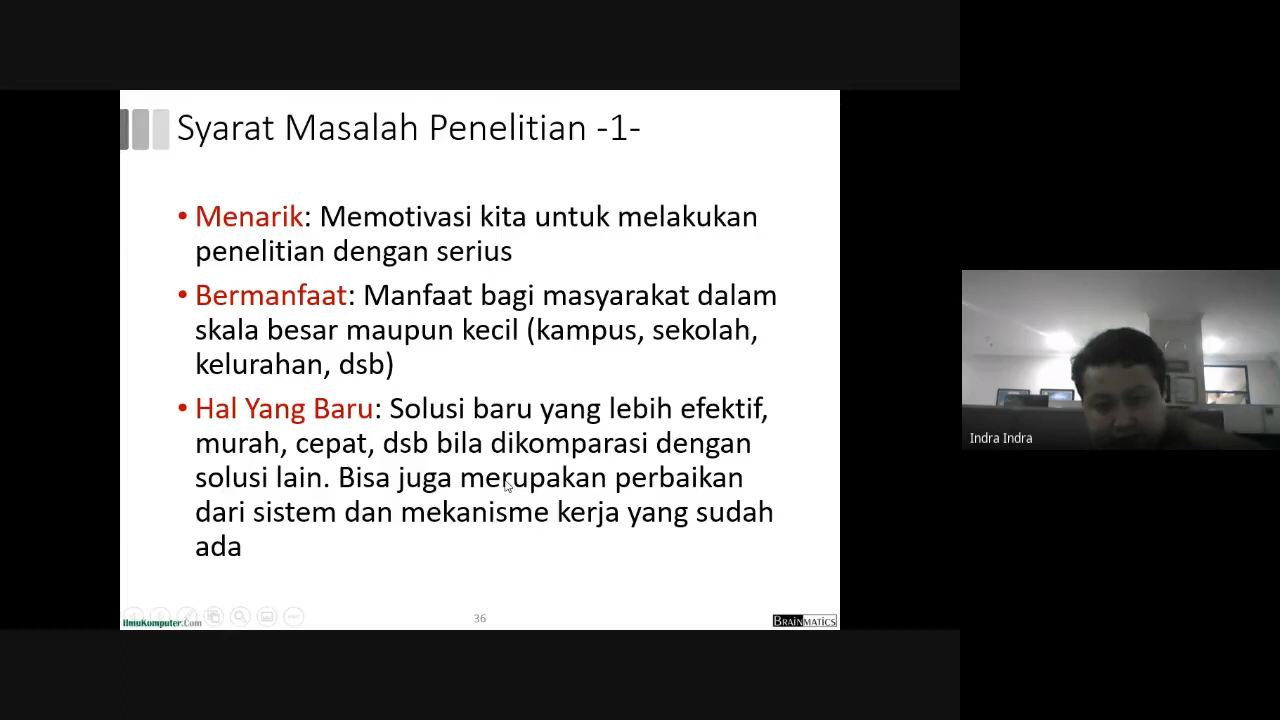 Syarat Masalah Penelitian -1-
• Menarik: Memotivasi kita untuk melakukan
penelitian dengan serius
• Bermanfaat: Manfaat bagi masyarakat dalam
skala besar maupun kecil (kampus, sekolah,
kelurahan, dsb)
• Hal Yang Baru: Solusi baru yang lebih efektif,
murah, cepat, dsb bila dikomparasi dengan
solusi lain. Bisa juga merupakan perbaikan
dari sistem dan mekanisme kerja yang sudah
ada
IlmuKomputer.Com
36
BRAINMATICS
Indra Indra